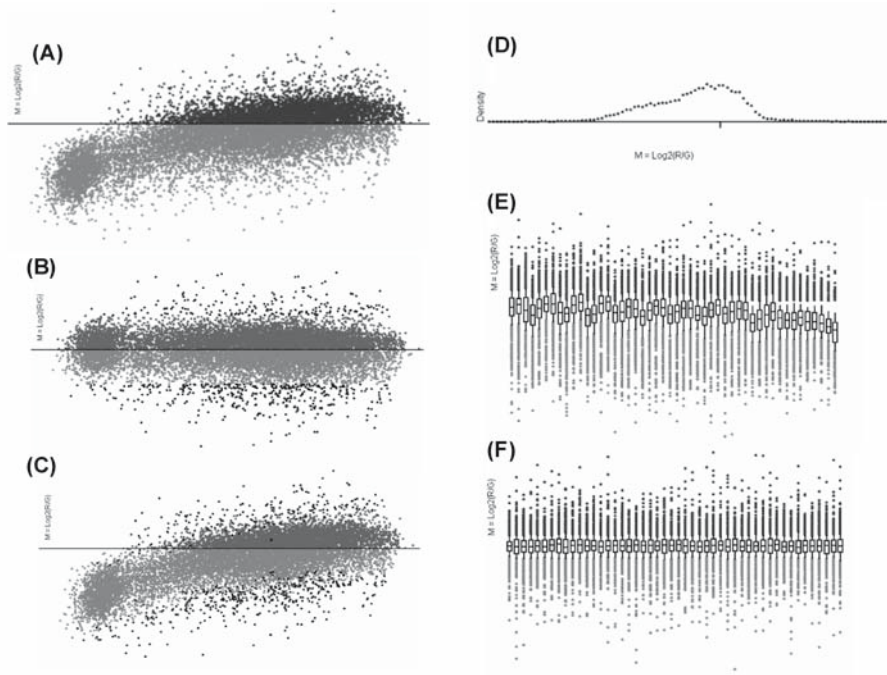 (A)
M = Log2(R/G)
(B)
M = Log2(R/G)
(C)
M = Log2(R/G)
(D)
Density
M = Log2(R/G)
(E)
M = Log2(R/G)
(F)
M = Log2(R/G)